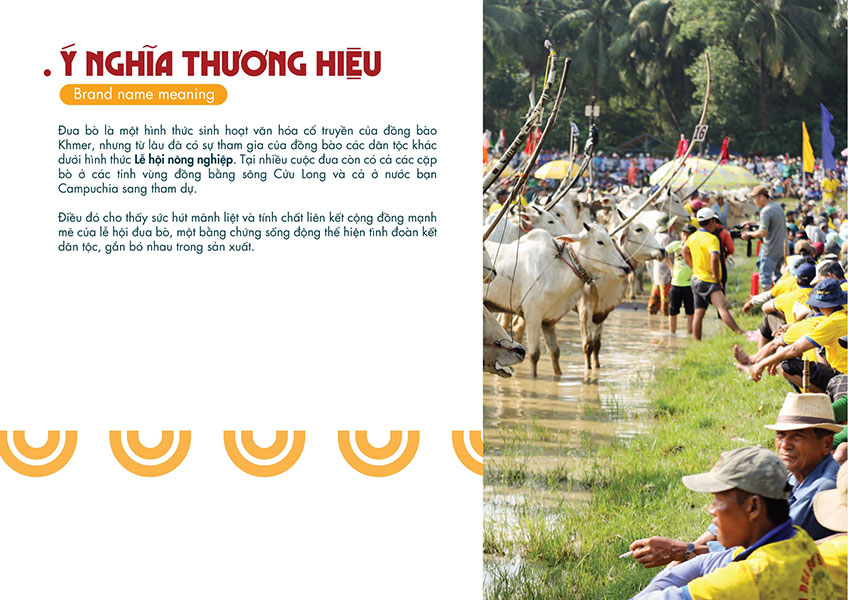 . Ý NGHĨA THƯƠNG HIỆU
Brand name meaning
Đua bò là một hình thức sinh hoạt văn hóa cổ truyền của đồng bào
Khmer, nhưng từ lâu đã có sự tham gia của đồng bào các dân tộc khác
dưới hình thức Lễ hội nông nghiệp. Tại nhiều cuộc đua còn có cả các cặp
bò ở các tỉnh vùng đồng bằng sông Cửu Long và cả ở nước bạn
Campuchia sang tham dự.
Điều đó cho thấy sức hút mãnh liệt và tính chất liên kết cộng đồng mạnh
mẽ của lễ hội đua bò, một bằng chứng sống động thể hiện tình đoàn kết
dân tộc, gắn bó nhau trong sản xuất.
16